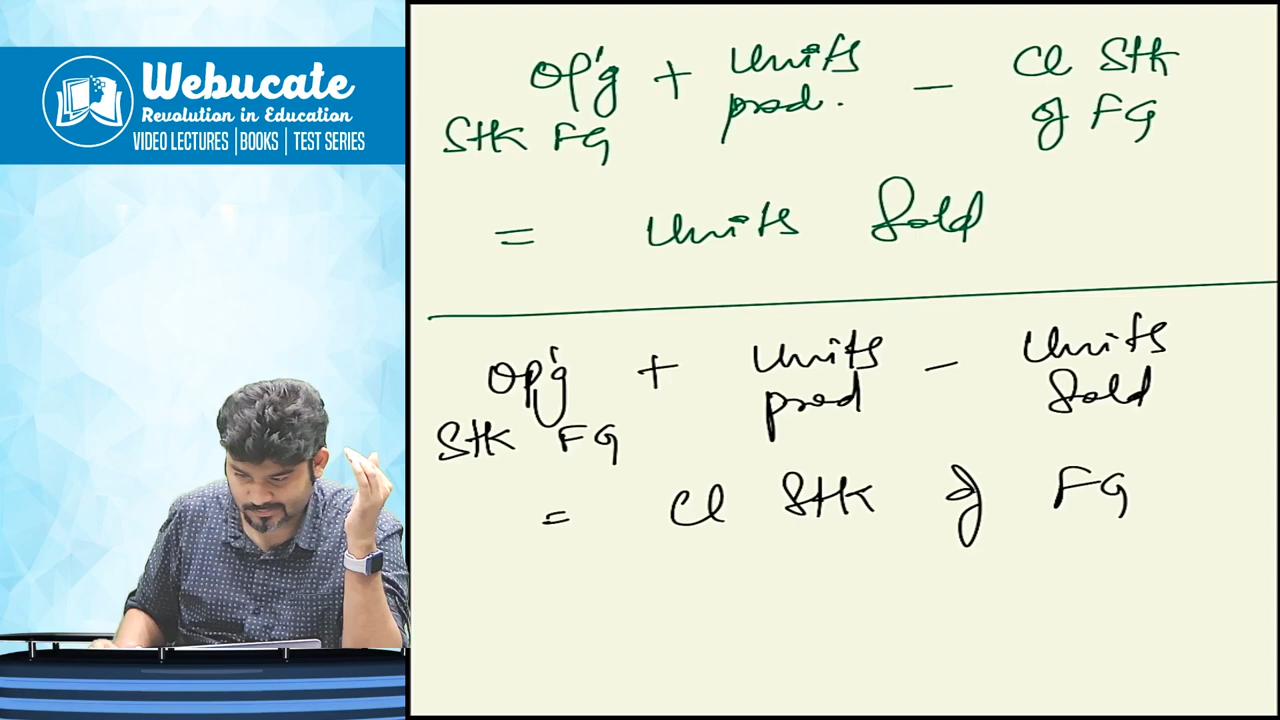 Webucate
Revolution in Education
VIDEO LECTURES | BOOKS | TEST SERIES
Op'g + Units prod. - Cl Stk of FG
Stk FG
= Units Sold
Op'g + Units prod - Units Sold
Stk FG
= Cl Stk of FG